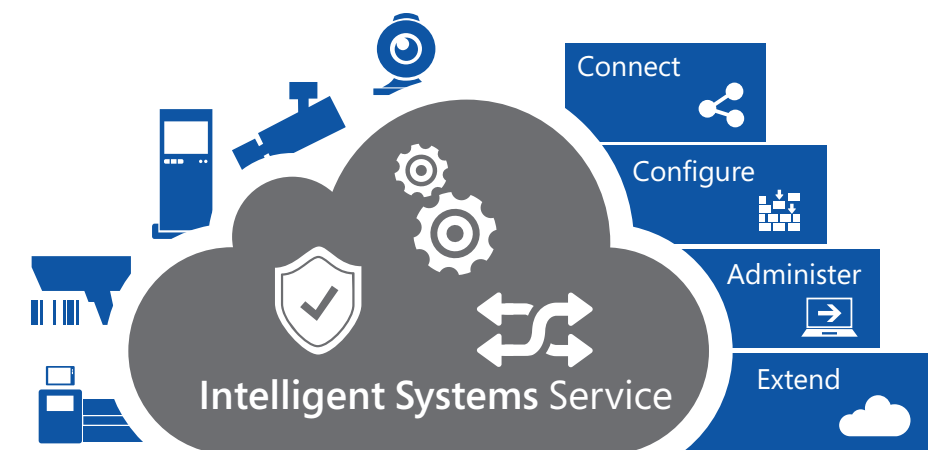 Connect
Configure
Administer
Extend
Intelligent Systems Service